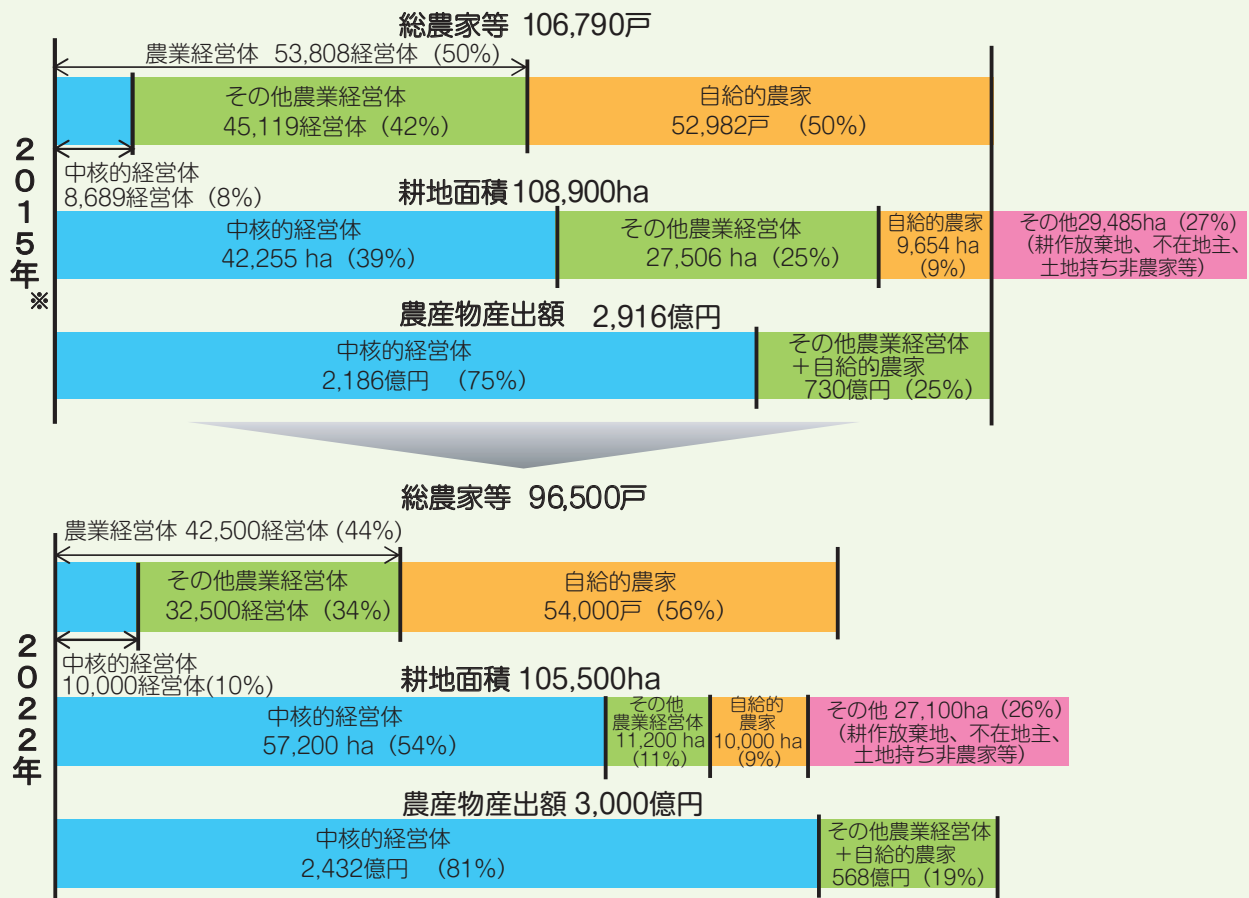 総農家等 106,790戸
農業経営体 53,808経営体 (50%)
その他農業経営体
45,119経営体 (42%)
自給的農家
52,982戸 (50%)
2015年※
中核的経営体
8,689経営体 (8%)
耕地面積 108,900ha
中核的経営体
42,255 ha (39%)
その他農業経営体
27,506 ha (25%)
自給的農家
9,654 ha
(9%)
その他29,485ha (27%)
(耕作放棄地、不在地主、
土地持ち非農家等)
農産物産出額 2,916億円
中核的経営体
2,186億円 (75%)
その他農業経営体
+自給的農家
730億円 (25%)
総農家等 96,500戸
農業経営体 42,500経営体 (44%)
その他農業経営体
32,500経営体 (34%)
自給的農家
54,000戸 (56%)
2022年
中核的経営体
10,000経営体(10%)
耕地面積 105,500ha
中核的経営体
57,200 ha (54%)
その他
農業経営体
11,200 ha
(11%)
自給的
農家
10,000 ha
(9%)
その他 27,100ha (26%)
(耕作放棄地、不在地主、
土地持ち非農家等)
農産物産出額 3,000億円
中核的経営体
2,432億円 (81%)
その他農業経営体
+自給的農家
568億円 (19%)